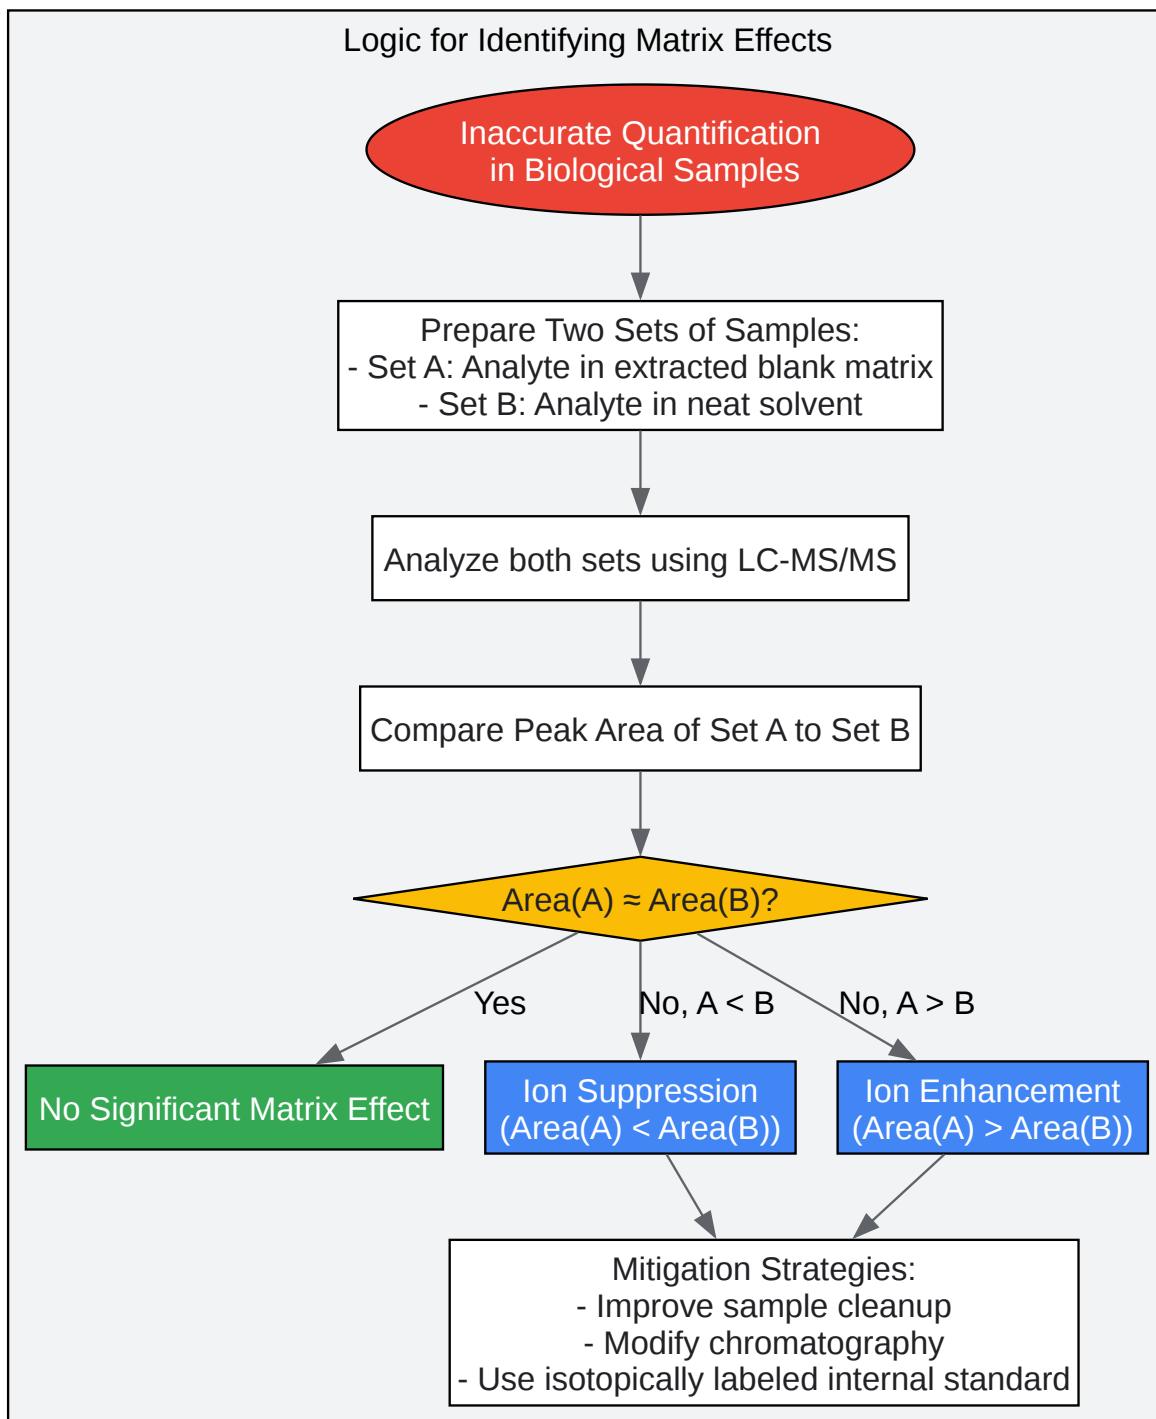 Logic for Identifying Matrix Effects
Inaccurate Quantification
in Biological Samples
Prepare Two Sets of Samples:
- Set A: Analyte in extracted blank matrix
- Set B: Analyte in neat solvent
Analyze both sets using LC-MS/MS
Compare Peak Area of Set A to Set B
Area(A) ≈ Area(B)?
Yes
No, A < B
No, A > B
No Significant Matrix Effect
Ion Suppression
(Area(A) < Area(B))
Ion Enhancement
(Area(A) > Area(B))
Mitigation Strategies:
- Improve sample cleanup
- Modify chromatography
- Use isotopically labeled internal standard